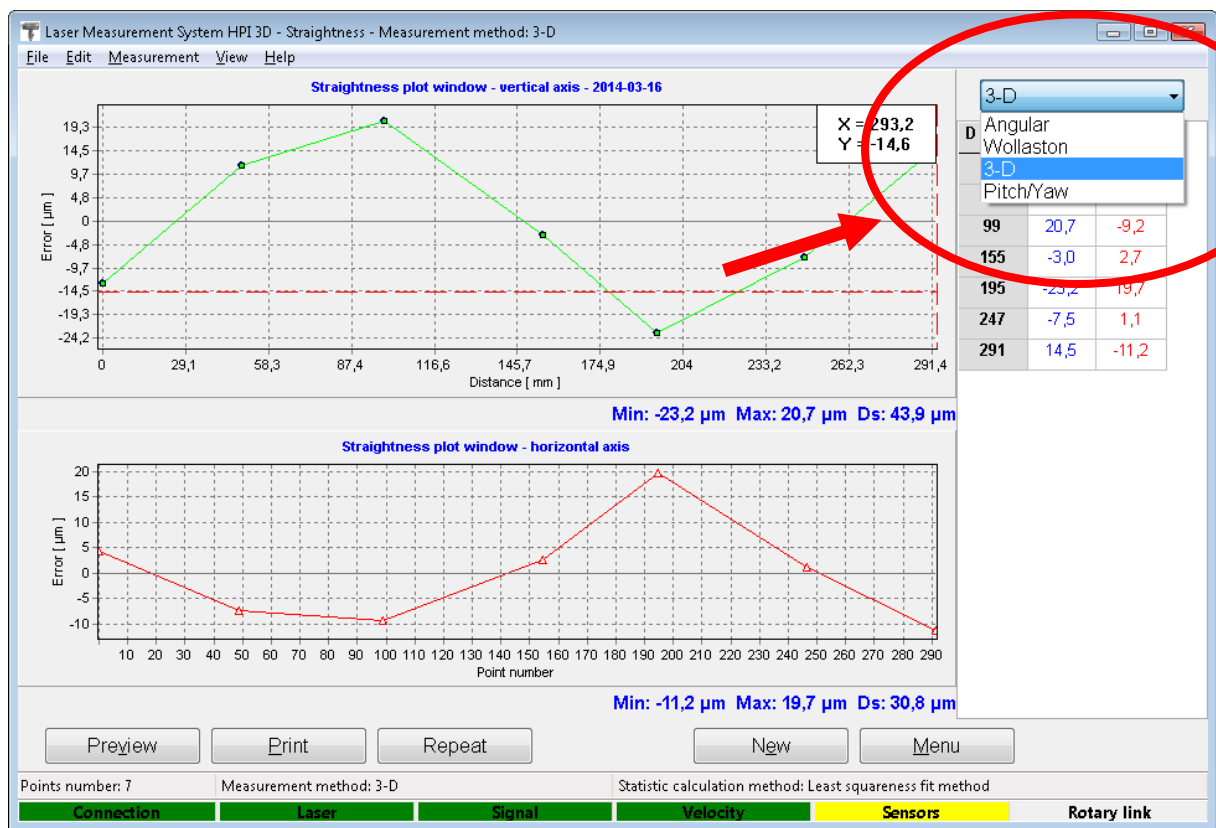 Laser Measurement System HPI 3D - Straightness - Measurement method: 3-D
File Edit Measurement View Help
Straightness plot window - vertical axis - 2014-03-16
X = 293,2
Y = -14,6
19,3
14,5
9,7
4,8
0
-4,8
-9,7
-14,5
-19,3
-24,2
Error [ µm ]
0 29,1 58,3 87,4 116,6 145,7 174,9 204 233,2 262,3 291,4
Distance [ mm ]
Min: -23,2 µm Max: 20,7 µm Ds: 43,9 µm
Straightness plot window - horizontal axis
20
15
10
5
0
-5
-10
Error [ µm ]
10 20 30 40 50 60 70 80 90 100 110 120 130 140 150 160 170 180 190 200 210 220 230 240 250 260 270 280 290
Point number
Min: -11,2 µm Max: 19,7 µm Ds: 30,8 µm
3-D
Angular
Wollaston
3-D
Pitch/Yaw
D
99 20,7 -9,2
155 -3,0 2,7
195 -23,2 19,7
247 -7,5 1,1
291 14,5 -11,2
Preview Print Repeat New Menu
Points number: 7 Measurement method: 3-D Statistic calculation method: Least squareness fit method
Connection Laser Signal Velocity Sensors Rotary link